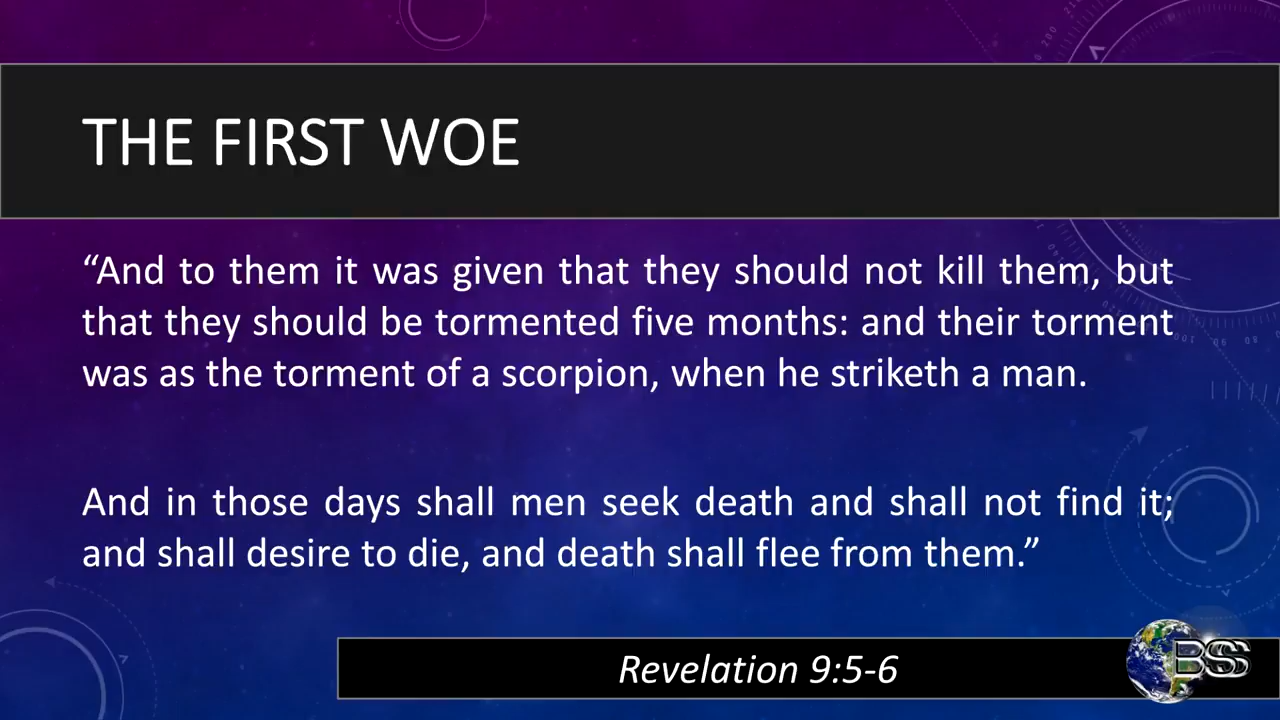 THE FIRST WOE
“And to them it was given that they should not kill them, but
that they should be tormented five months: and their torment
was as the torment of a scorpion, when he striketh a man.
And in those days shall men seek death and shall not find it;
and shall desire to die, and death shall flee from them.”
Revelation 9:5-6
BSS